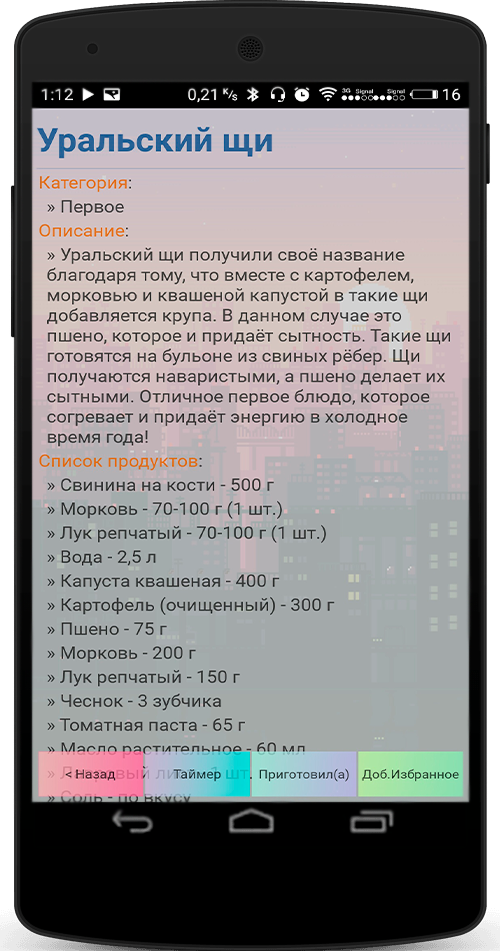 1:12 0,21 K/s 3G Signal Signal 16
Уральский щи
Категория:
» Первое
Описание:
» Уральский щи получили своё название
благодаря тому, что вместе с картофелем,
морковью и квашеной капустой в такие щи
добавляется крупа. В данном случае это
пшено, которое и придаёт сытность. Такие щи
готовятся на бульоне из свиных рёбер. Щи
получаются наваристыми, а пшено делает их
сытными. Отличное первое блюдо, которое
согревает и придаёт энергию в холодное
время года!
Список продуктов:
» Свинина на кости - 500 г
» Морковь - 70-100 г (1 шт.)
» Лук репчатый - 70-100 г (1 шт.)
» Вода - 2,5 л
» Капуста квашеная - 400 г
» Картофель (очищенный) - 300 г
» Пшено - 75 г
» Морковь - 200 г
» Лук репчатый - 150 г
» Чеснок - 3 зубчика
» Томатная паста - 65 г
» Масло растительное - 60 мл
< Назад Таймер Приготовил(а) Доб.Избранное
» Соль - по вкусу